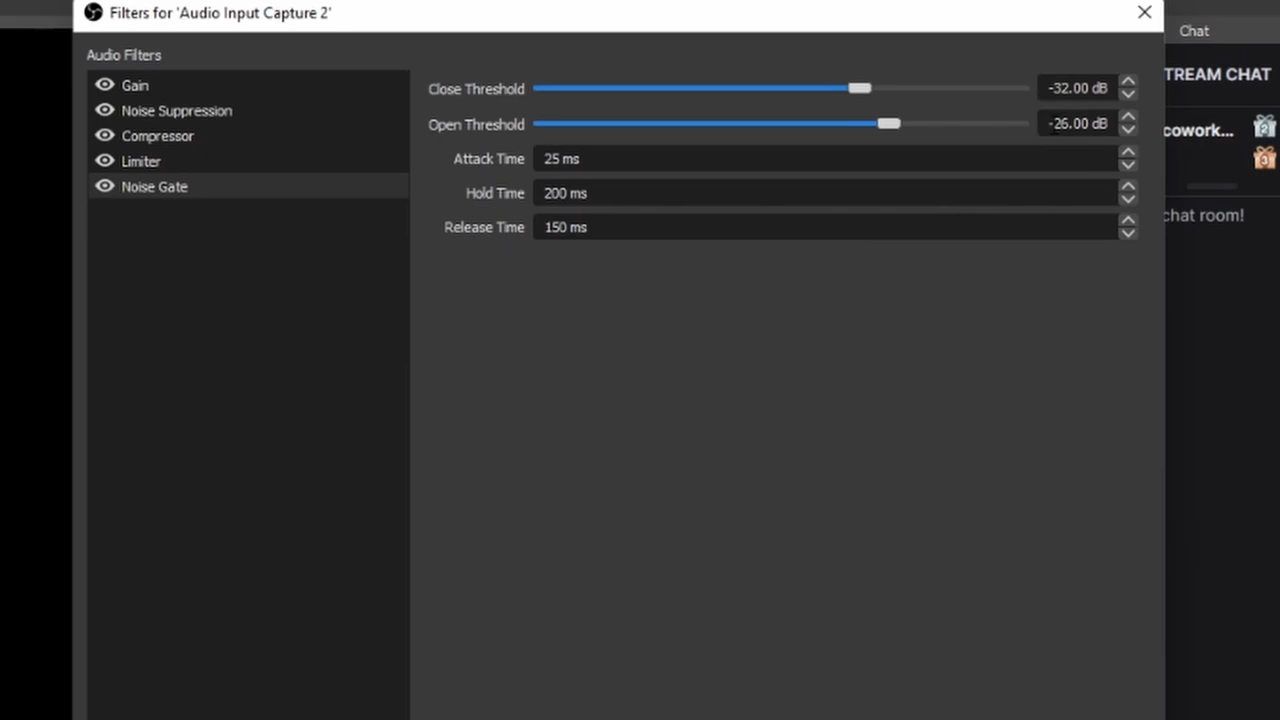 Filters for 'Audio Input Capture 2'
Chat
Audio Filters
TREAM CHAT
Gain
Noise Suppression
Compressor
Limiter
Noise Gate
Close Threshold
-32.00 dB
Open Threshold
-26.00 dB
Attack Time
25 ms
Hold Time
200 ms
Release Time
150 ms
cowork...
2
3
chat room!